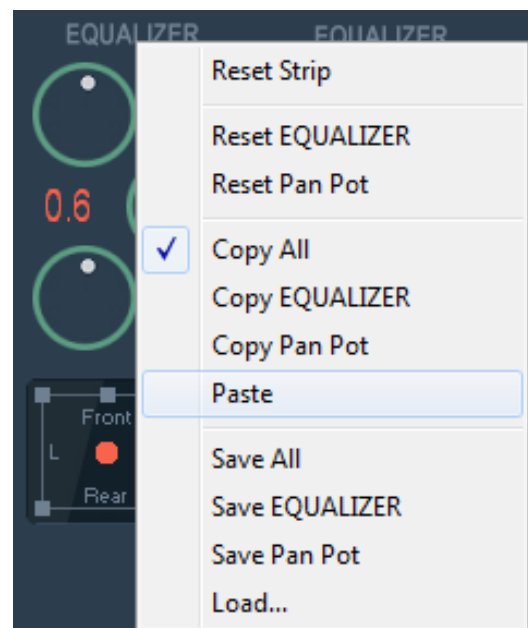 EQUALIZER EQUALIZER
Reset Strip
Reset EQUALIZER
Reset Pan Pot
0.6
Copy All
Copy EQUALIZER
Copy Pan Pot
Paste
Front
L
Rear
Save All
Save EQUALIZER
Save Pan Pot
Load...